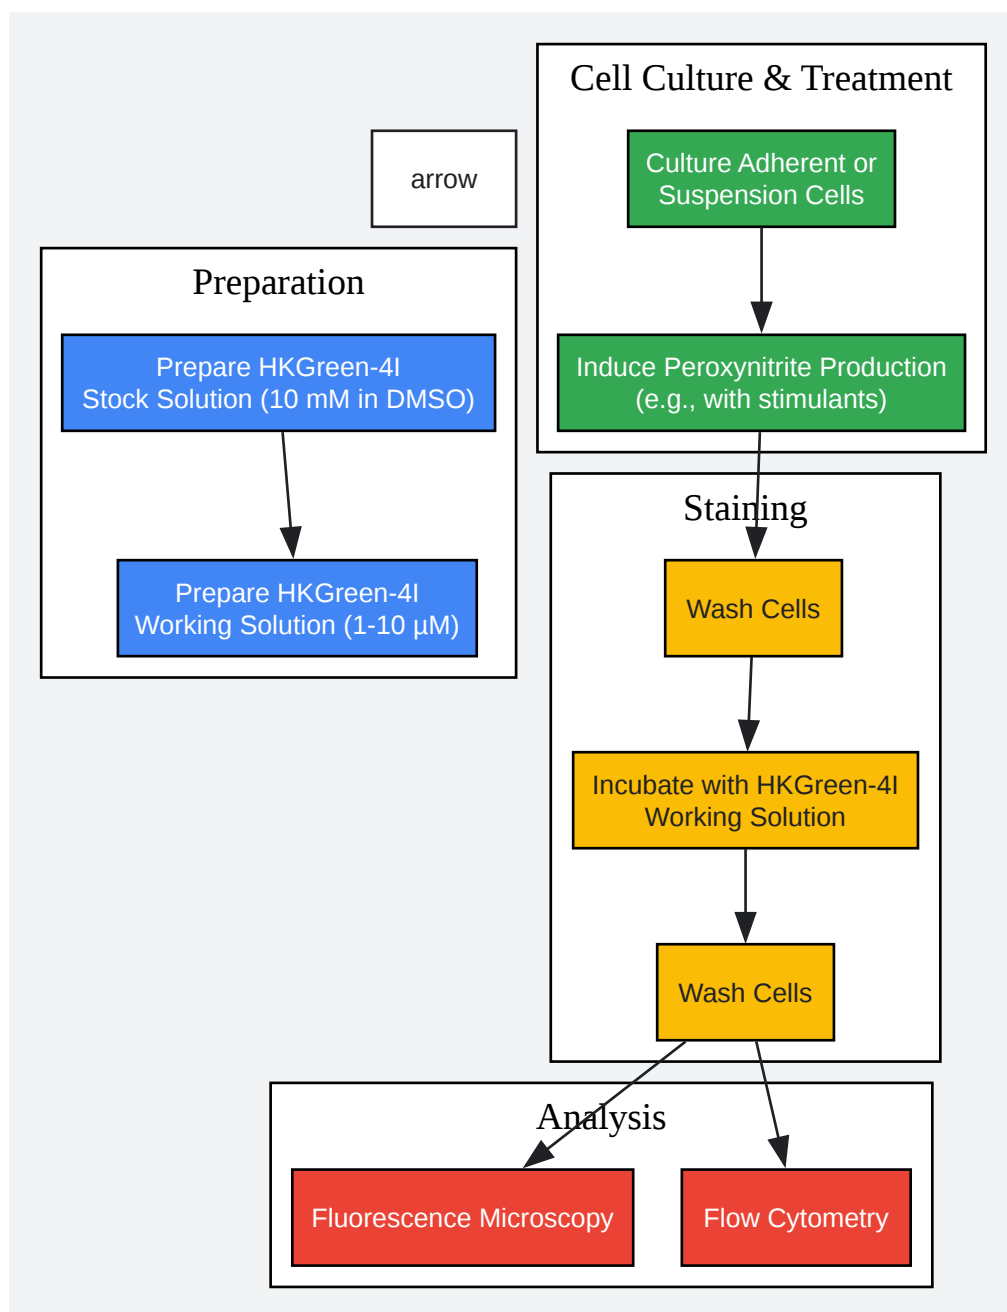 Cell Culture & Treatment
Culture Adherent or
Suspension Cells
arrow
Preparation
Prepare HKGreen-4I
Stock Solution (10 mM in DMSO)
Induce Peroxynitrite Production
(e.g., with stimulants)
Prepare HKGreen-4I
Working Solution (1-10 µM)
Staining
Wash Cells
Incubate with HKGreen-4I
Working Solution
Wash Cells
Analysis
Fluorescence Microscopy
Flow Cytometry